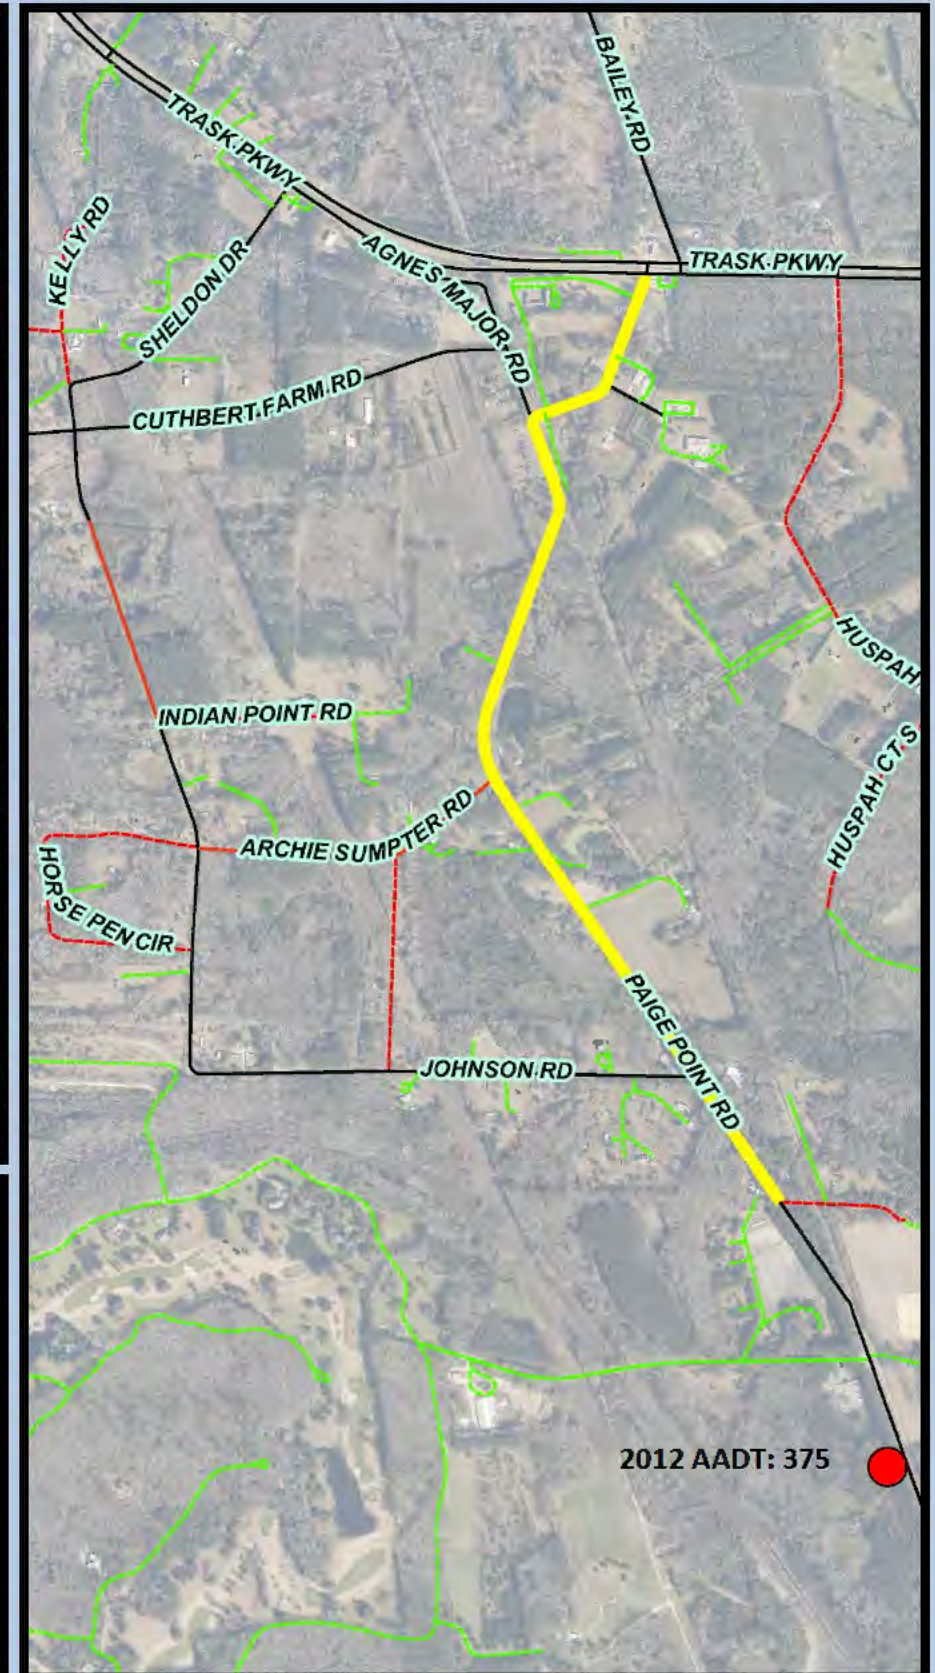 BAILEY RD
TRASK PKWY
KELLY RD
AGNES MAJOR RD
TRASK PKWY
SHELDON DR
CUTHBERT FARM RD
HUSPAH
INDIAN POINT RD
HUSPAH CT S
ARCHIE SUMPTER RD
HORSE PEN CIR
PAIGE POINT RD
JOHNSON RD
2012 AADT: 375